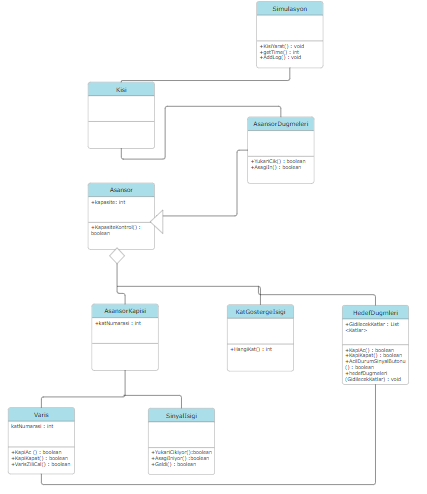 Simulasyon
+KisiYarat() : void
+getTime() : int
+AddLog() : void
Kisi
AsansorDugmeleri
+YukariCik() : boolean
+AsagiIn() : boolean
Asansor
+kapasite: int
+KapasiteKontrol() :
boolean
AsansorKapisi
+katNumarasi : int
KatGostergeIsigi
+HangiKat() : int
HedefDugmleri
+GidilecekKatlar : List
<Katlar>
+KapiAc() : boolean
+KapiKapat() : boolean
+AcilDurumSinyalButonu
() : boolean
+hedefDugmeleri
(GidilecekKatlar) : void
Varis
katNumarasi : int
+KapiAc () : boolean
+KapiKapat() : boolean
+VarisZiliCal() : boolean
SinyalIsigi
+YukariCikiyor():boolean
+AsagiIniyor() :boolean
+Geldi() : boolean